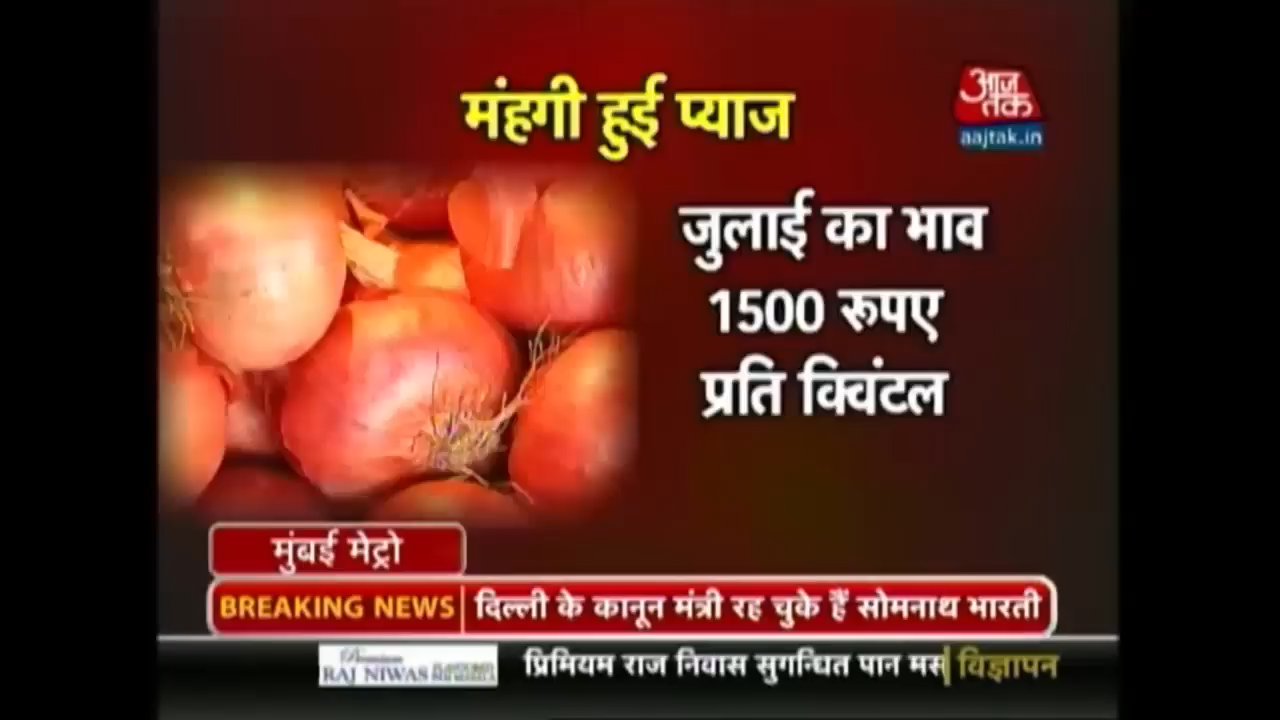 मंहगी हुई प्याज
आज
तक
aajtak.in
जुलाई का भाव
1500 रूपए
प्रति क्विंटल
मुंबई मेट्रो
BREAKING NEWS दिल्ली के कानून मंत्री रह चुके हैं सोमनाथ भारती
Premium
RAJ NIWAS
प्रिमियम राज निवास सुगन्धित पान मस विज्ञापन